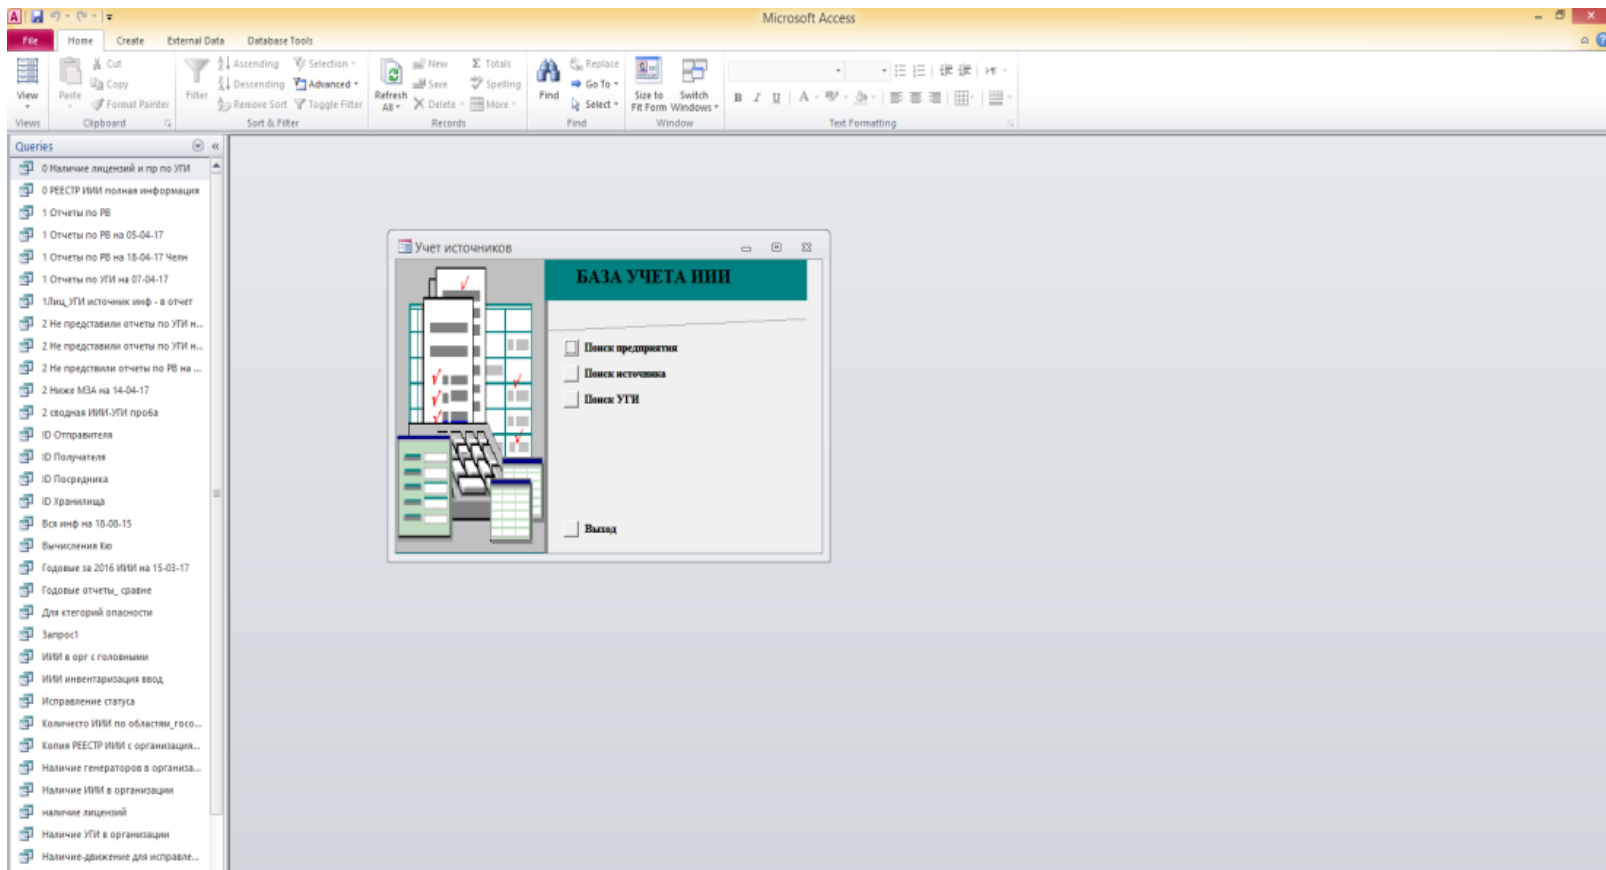 Microsoft Access
File Home Create External Data Database Tools
View
Views
Paste
Cut
Copy
Format Painter
Clipboard
Filter
Ascending
Descending
Remove Sort
Selection
Advanced
Toggle Filter
Sort & Filter
Refresh
All
New
Save
Delete
Totals
Spelling
More
Records
Find
Replace
Go To
Select
Find
Size to
Fit Form
Switch
Windows
Window
B I U A
Text Formatting
Queries
0 Наличие лицензий и пр по УГИ
0 РЕЕСТР ИИИ полная информация
1 Отчеты по РВ
1 Отчеты по РВ на 05-04-17
1 Отчеты по РВ на 18-04-17 Челн
1 Отчеты по УГИ на 07-04-17
1Лиц_УГИ источник инф - в отчет
2 Не представили отчеты по УГИ н...
2 Не представили отчеты по УГИ н...
2 Не предствили отчеты по РВ на ...
2 Ниже МЗА на 14-04-17
2 сводная ИИИ-УГИ проба
ID Отправителя
ID Получателя
ID Посредника
ID Хранилища
Вся инф на 18-08-15
Вычисления Кю
Годовые за 2016 ИИИ на 15-03-17
Годовые отчеты_ сравне
Для ктегорий опасности
Запрос1
ИИИ в орг с головными
ИИИ инвентаризация ввод
Исправление статуса
Количесто ИИИ по областям_госо...
Копия РЕЕСТР ИИИ с организация...
Наличие генераторов в организа...
Наличие ИИИ в организации
наличие лицензий
Наличие УГИ в организации
Наличие-движение для исправле...
Учет источников
БАЗА УЧЕТА ИИИ
Поиск предприятия
Поиск источника
Поиск УГИ
Выход